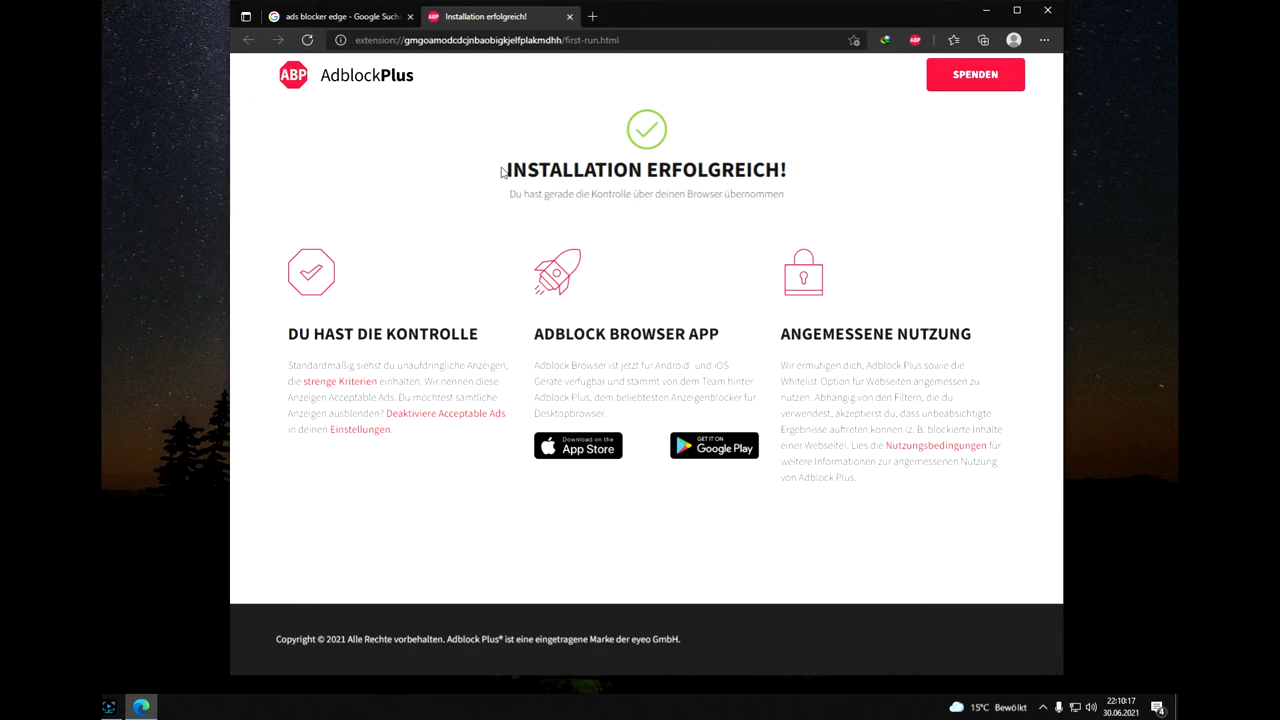 ads blocker edge - Google Such
Installation erfolgreich!
extension://gmgoamodcdcjnbaobigkjelfplakmdhh/first-run.html
ABP
ABP AdblockPlus
SPENDEN
INSTALLATION ERFOLGREICH!
Du hast gerade die Kontrolle über deinen Browser übernommen
DU HAST DIE KONTROLLE
Standardmäßig siehst du unaufdringliche Anzeigen,
die strenge Kriterien einhalten. Wir nennen diese
Anzeigen Acceptable Ads. Du möchtest sämtliche
Anzeigen ausblenden? Deaktiviere Acceptable Ads
in deinen Einstellungen.
ADBLOCK BROWSER APP
Adblock Browser ist jetzt für Android- und iOS
Geräte verfügbar und stammt von dem Team hinter
Adblock Plus, dem beliebtesten Anzeigenblocker für
Desktopbrowser.
Download on the
App Store
GET IT ON
Google Play
ANGEMESSENE NUTZUNG
Wir ermutigen dich, Adblock Plus sowie die
Whitelist Option für Webseiten angemessen zu
nutzen. Abhängig von den Filtern, die du
verwendest, akzeptierst du, dass unbeabsichtigte
Ergebnisse auftreten können (z. B. blockierte Inhalte
einer Webseite). Lies die Nutzungsbedingungen für
weitere Informationen zur angemessenen Nutzung
von Adblock Plus.
Copyright © 2021 Alle Rechte vorbehalten. Adblock Plus® ist eine eingetragene Marke der eyeo GmbH.
15°C Bewölkt
22:10:17
30.06.2021
4